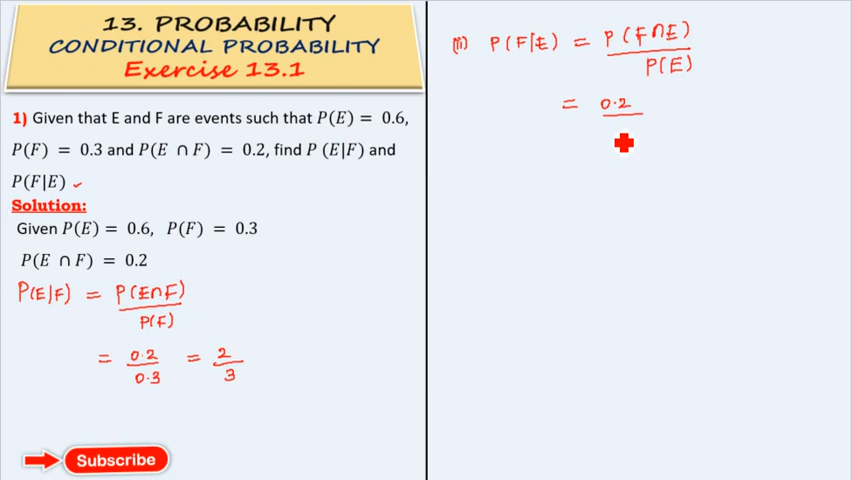 13. PROBABILITY
CONDITIONAL PROBABILITY
Exercise 13.1
1) Given that E and F are events such that P(E) = 0.6,
P(F) = 0.3 and P(E ∩ F) = 0.2, find P (E|F) and
P(F|E)
Solution:
Given P(E) = 0.6, P(F) = 0.3
P(E ∩ F) = 0.2
P(E|F) = P(E∩F)
P(F)
= 0.2 = 2
0.3 3
Subscribe
(ii) P(F|E) = P(F∩E)
P(E)
= 0.2